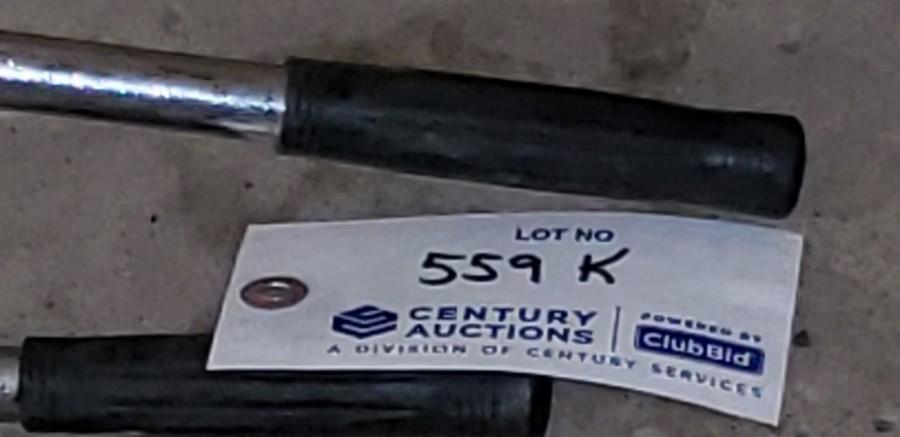 LOT NO
559 K
CENTURY
AUCTIONS
POWERED BY
ClubBid
A DIVISION OF CENTURY SERVICES